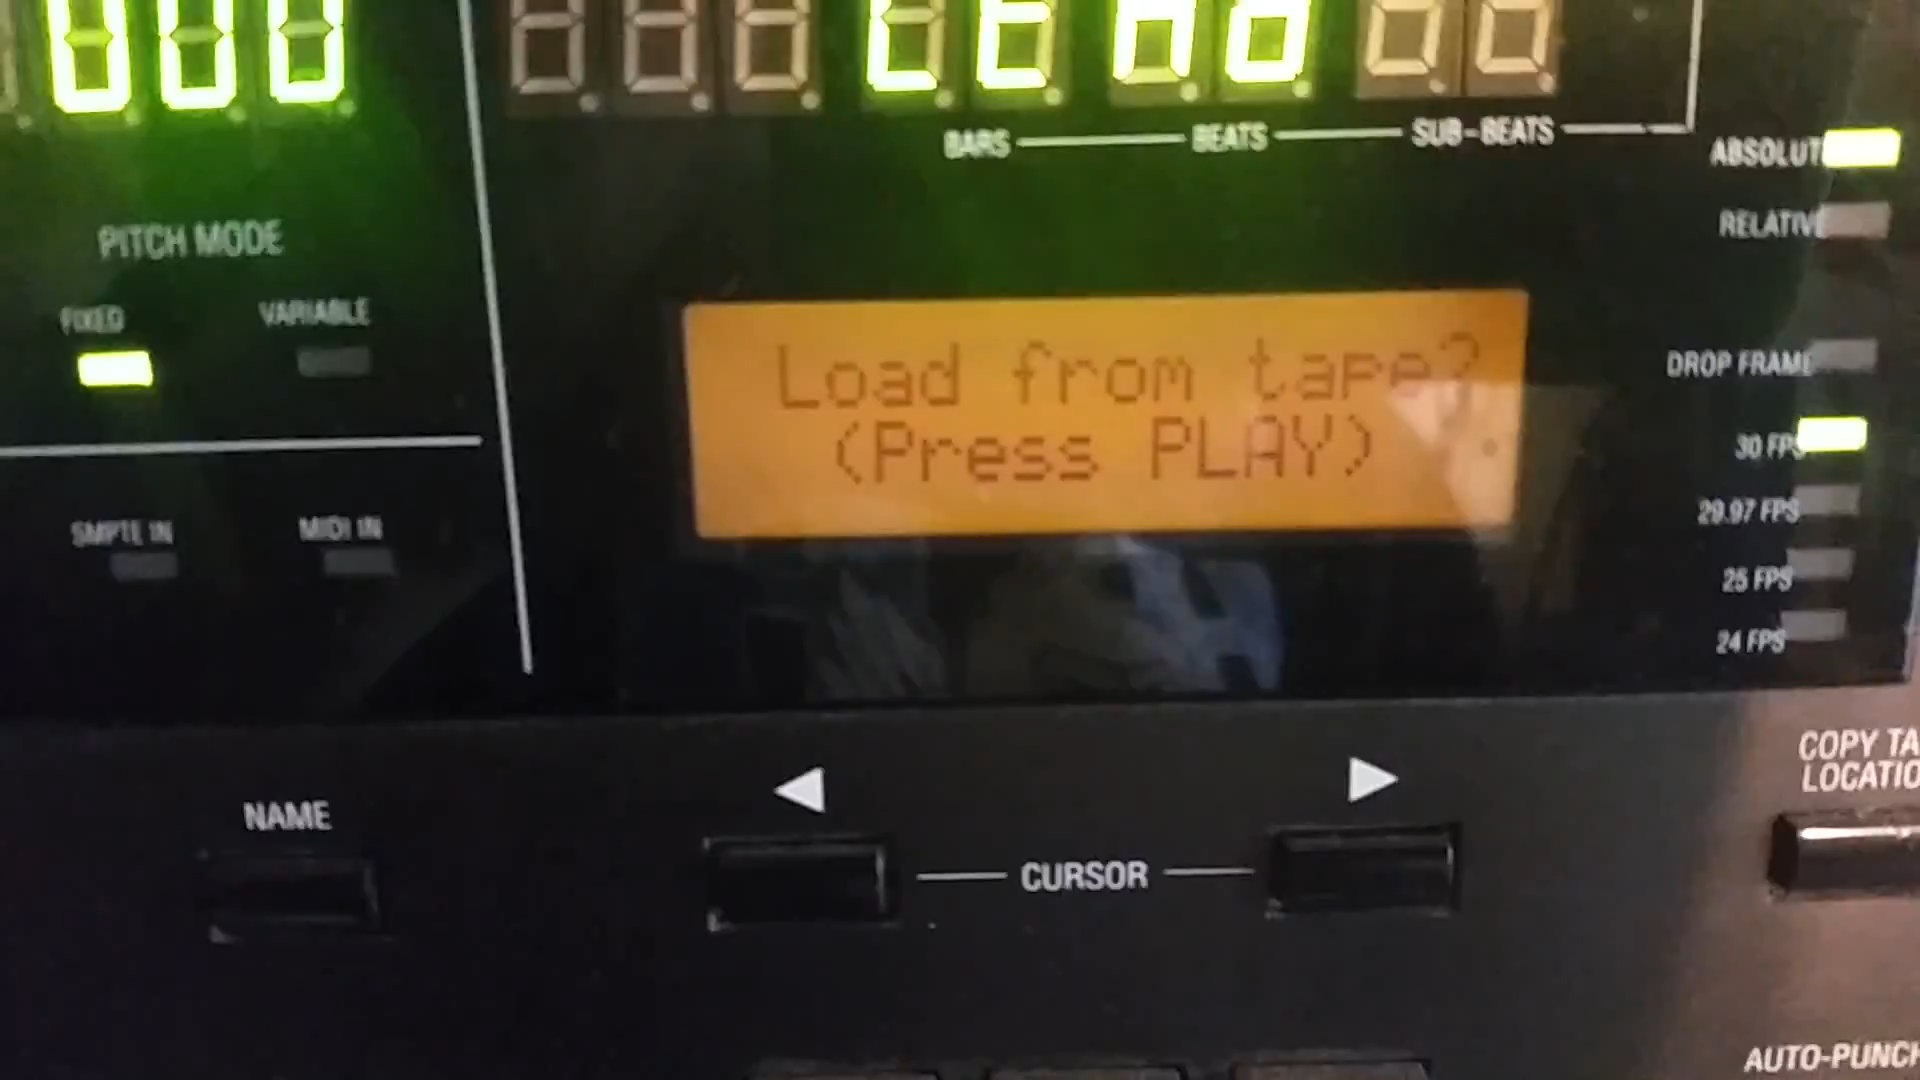 000
BARS BEATS SUB-BEATS
ABSOLUT
RELATIVE
PITCH MODE
FIXED VARIABLE
Load from tape?
(Press PLAY)
DROP FRAME
30 FPS
29.97 FPS
25 FPS
24 FPS
SMPTE IN MIDI IN
NAME
CURSOR
COPY TA
LOCATIO
AUTO-PUNCH